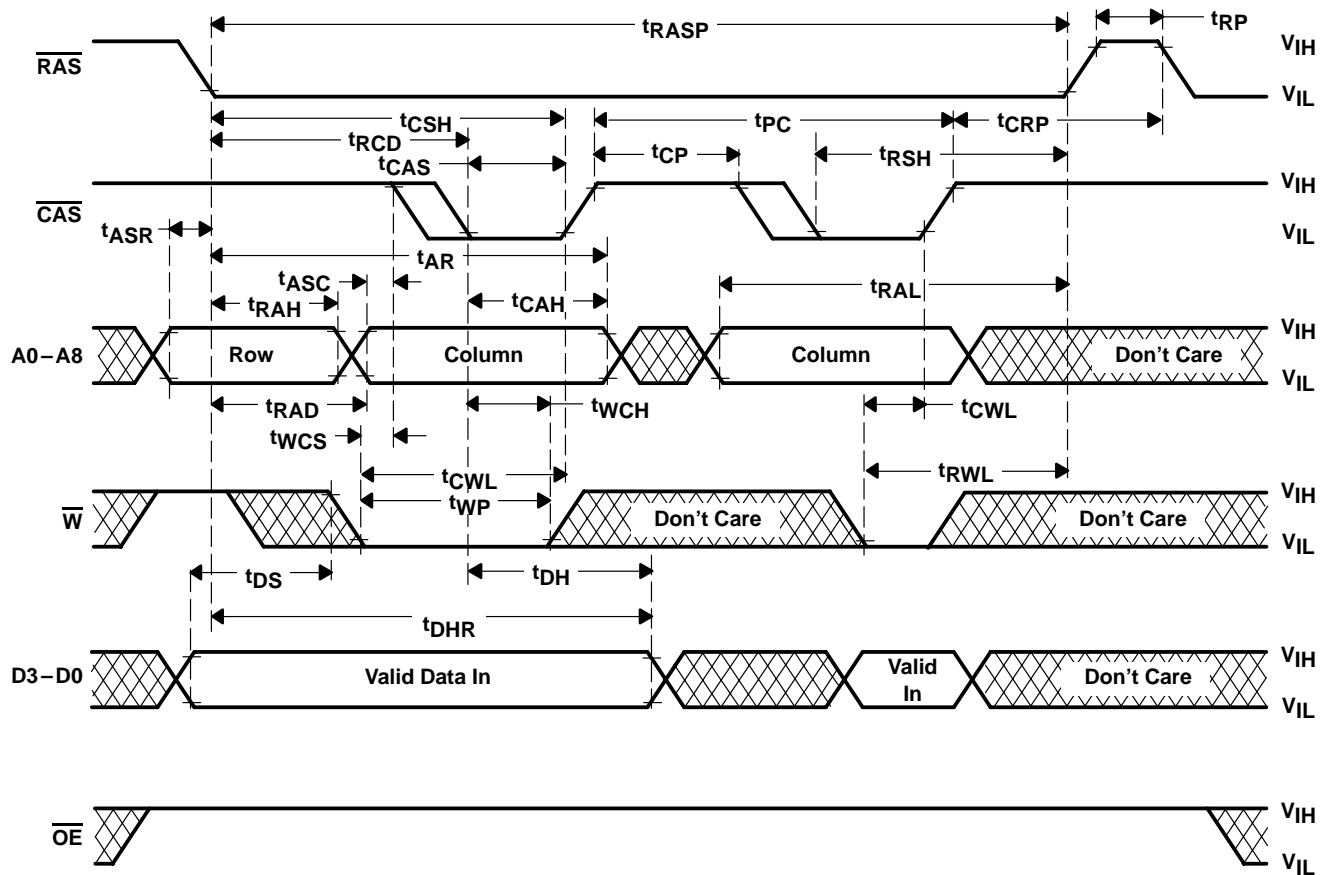 tRASP tRP
RAS VIH
VIL
tCSH tPC tCRP
tRCD
tCAS tCP tRSH
CAS VIH
VIL
tASR
tAR
tASC tRAL
tRAH tCAH
A0–A8 Row Column Column Don't Care VIH
VIL
tRAD tWCH tCWL
tWCS
tCWL tRWL
tWP
W Don't Care Don't Care VIH
VIL
tDS tDH
tDHR
D3–D0 Valid Data In Valid In Don't Care VIH
VIL
OE VIH
VIL